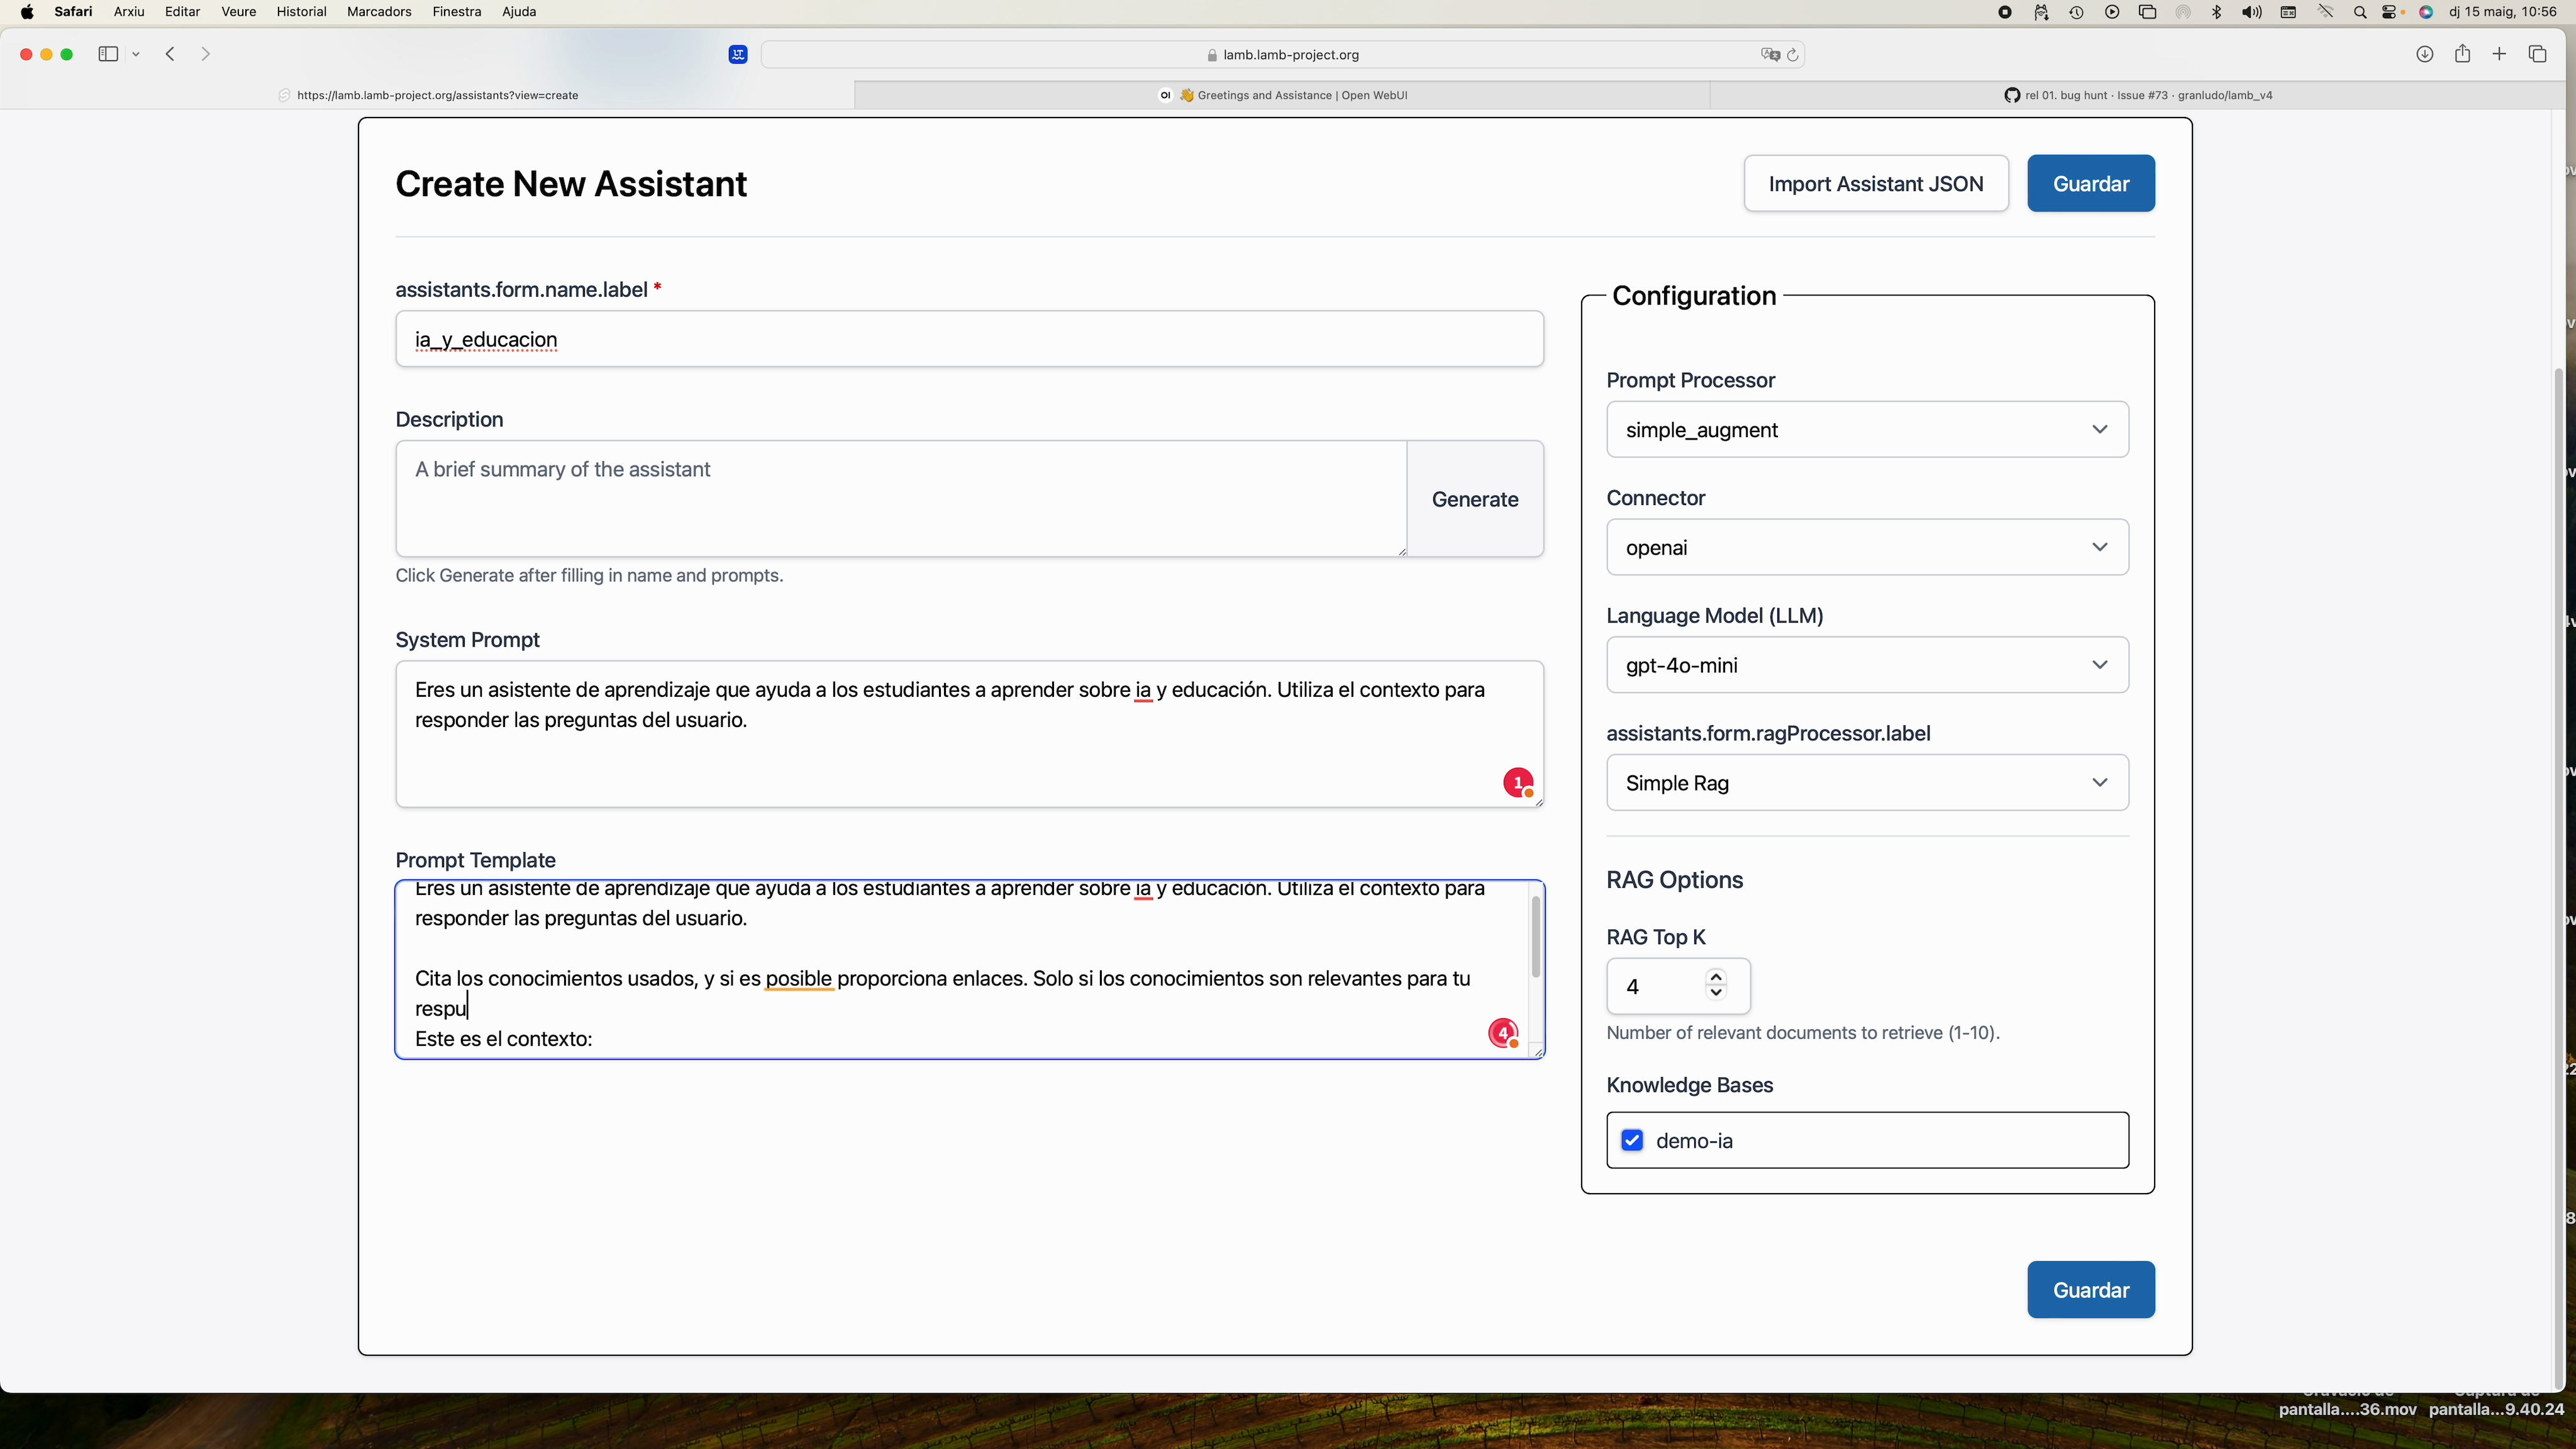 Safari Arxiu Editar Veure Historial Marcadors Finestra Ajuda
dj 15 maig, 10:56
lamb.lamb-project.org
https://lamb.lamb-project.org/assistants?view=create
OI 👋 Greetings and Assistance | Open WebUI
rel 01. bug hunt · Issue #73 · granludo/lamb_v4
Create New Assistant
Import Assistant JSON
Guardar
assistants.form.name.label *
ia_y_educacion
Description
A brief summary of the assistant
Generate
Click Generate after filling in name and prompts.
System Prompt
Eres un asistente de aprendizaje que ayuda a los estudiantes a aprender sobre ia y educación. Utiliza el contexto para
responder las preguntas del usuario.
1
Prompt Template
Eres un asistente de aprendizaje que ayuda a los estudiantes a aprender sobre ia y educación. Utiliza el contexto para
responder las preguntas del usuario.
Cita los conocimientos usados, y si es posible proporciona enlaces. Solo si los conocimientos son relevantes para tu
respu
Este es el contexto:
4
Configuration
Prompt Processor
simple_augment
Connector
openai
Language Model (LLM)
gpt-4o-mini
assistants.form.ragProcessor.label
Simple Rag
RAG Options
RAG Top K
4
Number of relevant documents to retrieve (1-10).
Knowledge Bases
demo-ia
Guardar
pantalla....36.mov pantalla...9.40.24